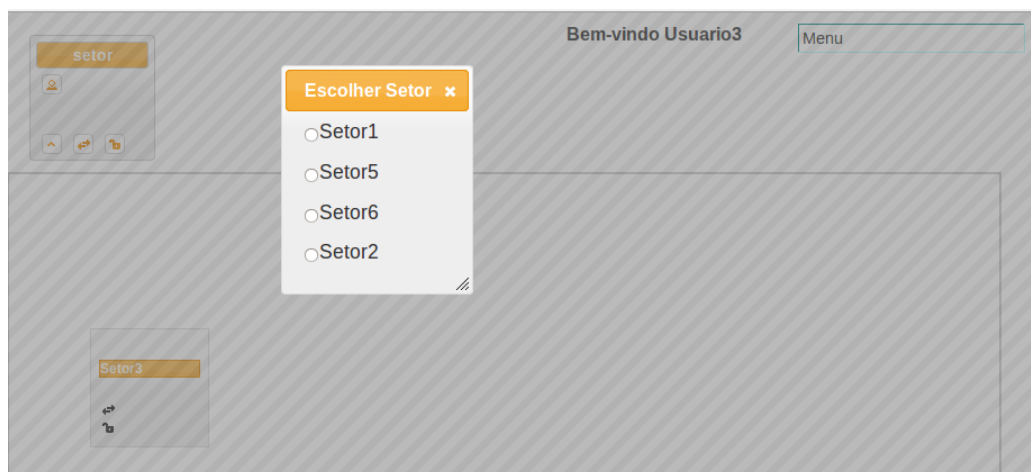 Bem-vindo Usuario3
Menu
setor
Escolher Setor
Setor1
Setor5
Setor6
Setor2
Setor3